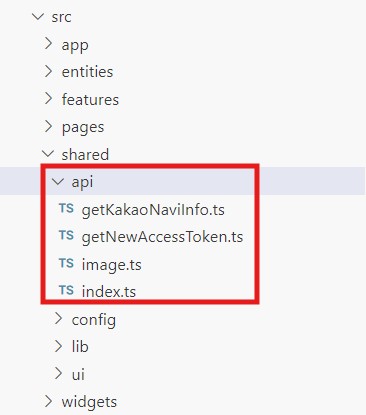 src
app
entities
features
pages
shared
api
TS getKakaoNaviInfo.ts
TS getNewAccessToken.ts
TS image.ts
TS index.ts
config
lib
ui
widgets